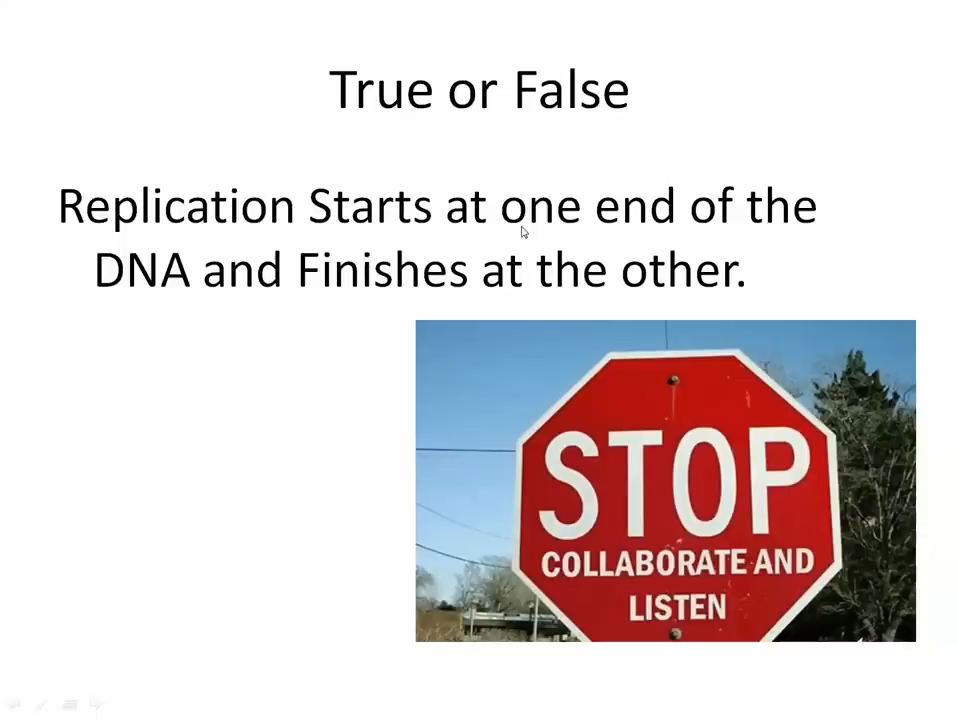 True or False
Replication Starts at one end of the
DNA and Finishes at the other.
STOP
COLLABORATE AND
LISTEN